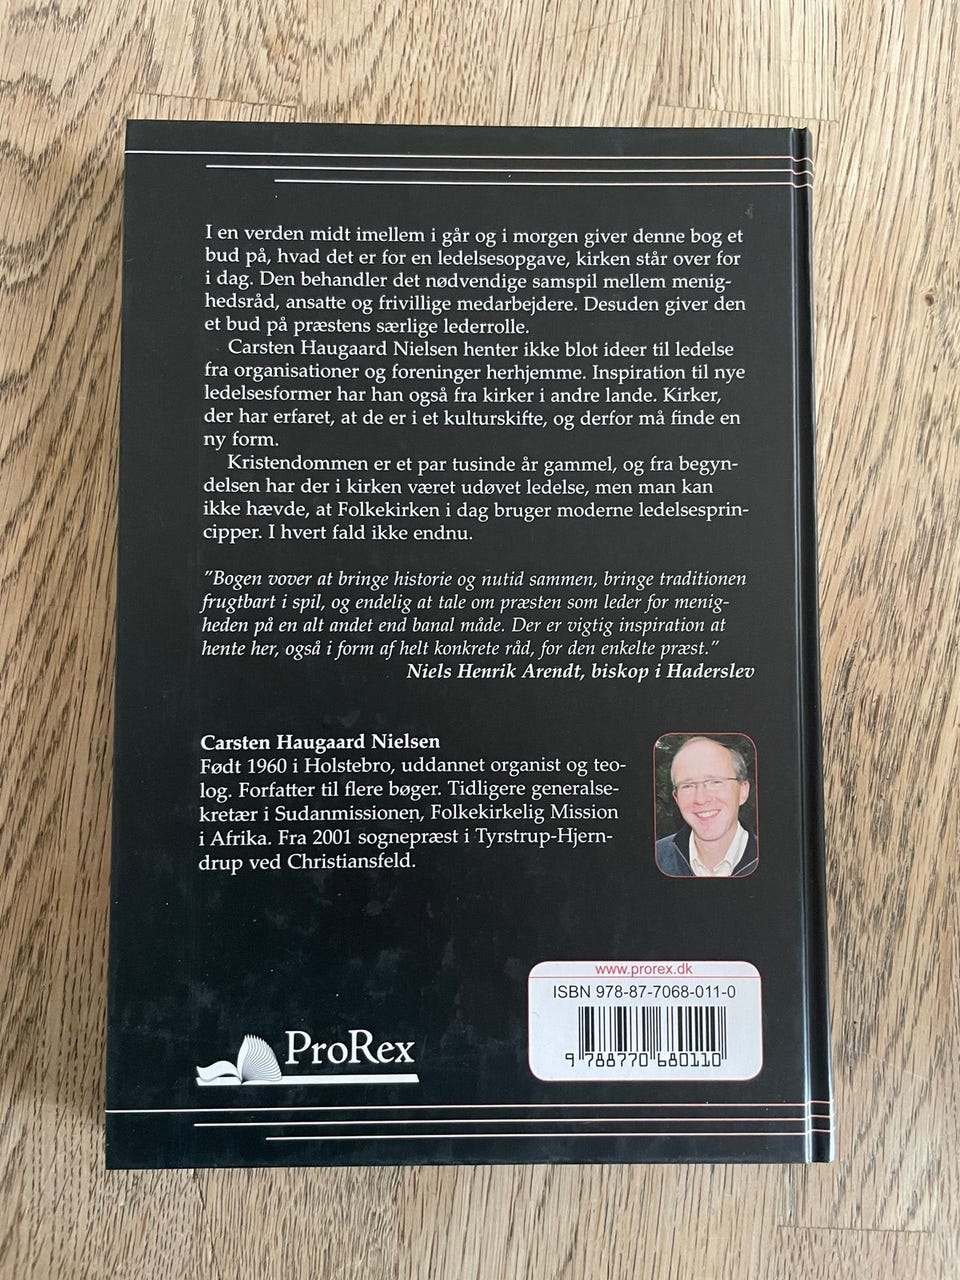 I en verden midt imellem i går og i morgen giver denne bog et
bud på, hvad det er for en ledelsesopgave, kirken står over for
i dag. Den behandler det nødvendige samspil mellem menig-
hedsråd, ansatte og frivillige medarbejdere. Desuden giver den
et bud på præstens særlige lederrolle.
Carsten Haugaard Nielsen henter ikke blot ideer til ledelse
fra organisationer og foreninger herhjemme. Inspiration til nye
ledelsesformer har han også fra kirker i andre lande. Kirker,
der har erfaret, at de er i et kulturskifte, og derfor må finde en
ny form.
Kristendommen er et par tusinde år gammel, og fra begyn-
delsen har der i kirken været udøvet ledelse, men man kan
ikke hævde, at Folkekirken i dag bruger moderne ledelsesprin-
cipper. I hvert fald ikke endnu.
"Bogen vover at bringe historie og nutid sammen, bringe traditionen
frugtbart i spil, og endelig at tale om præsten som leder for menig-
heden på en alt andet end banal måde. Der er vigtig inspiration at
hente her, også i form af helt konkrete råd, for den enkelte præst."
Niels Henrik Arendt, biskop i Haderslev
Carsten Haugaard Nielsen
Født 1960 i Holstebro, uddannet organist og teo-
log. Forfatter til flere bøger. Tidligere generalse-
kretær i Sudanmissionen, Folkekirkelig Mission
i Afrika. Fra 2001 sognepræst i Tyrstrup-Hjern-
drup ved Christiansfeld.
www.prorex.dk
ISBN 978-87-7068-011-0
9 788770 680110
ProRex